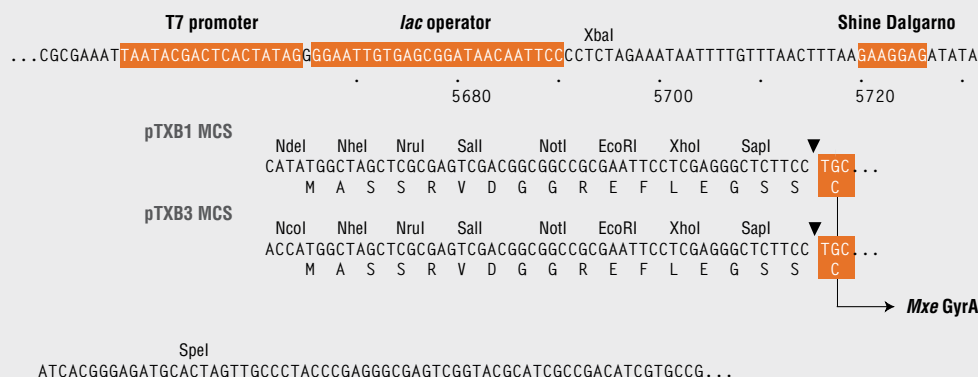 T7 promoter lac operator XbaI Shine Dalgarno
...CGCGAAATTAATACGACTCACTATAGGGGAATTGTGAGCGGATAACAATTCCCCTCTAGAAATAATTTTGTTTAACTTTAAGAAGGAGATATA
. . . . . .
5680 5700 5720
pTXB1 MCS
NdeI NheI NruI SalI NotI EcoRI XhoI SapI
CATATGGCTAGCTCGCGAGTCGACGGCGGCCGCGAATTCCTCGAGGGCTCTTCC TGC...
M A S S R V D G G R E F L E G S S C
pTXB3 MCS
NcoI NheI NruI SalI NotI EcoRI XhoI SapI
ACCATGGCTAGCTCGCGAGTCGACGGCGGCCGCGAATTCCTCGAGGGCTCTTCC TGC...
M A S S R V D G G R E F L E G S S C
Mxe GyrA
SpeI
ATCACGGGAGATGCACTAGTTGCCCTACCCGAGGGCGAGTCGGTACGCATCGCCGACATCGTGCCG...